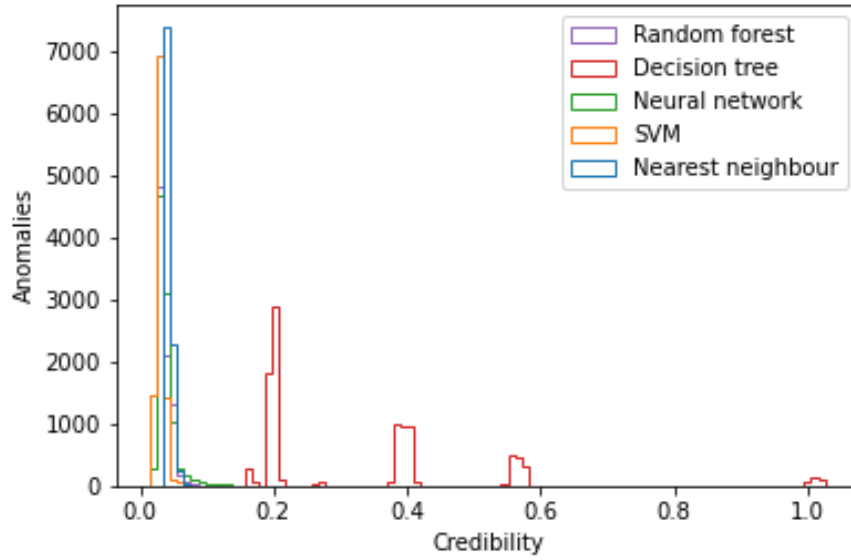 Random forest
Decision tree
Neural network
SVM
Nearest neighbour
7000
6000
5000
4000
3000
2000
1000
0
Anomalies
0.0 0.2 0.4 0.6 0.8 1.0
Credibility